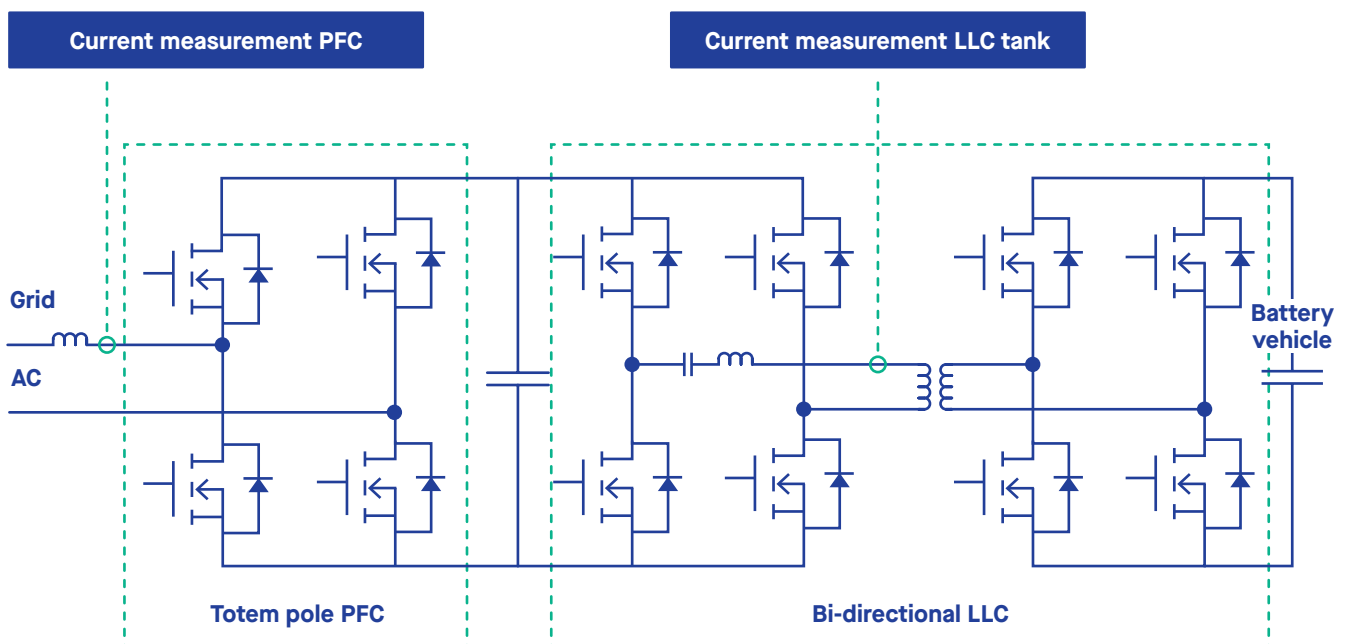 Current measurement PFC
Current measurement LLC tank
Grid
AC
Battery
vehicle
Totem pole PFC
Bi-directional LLC